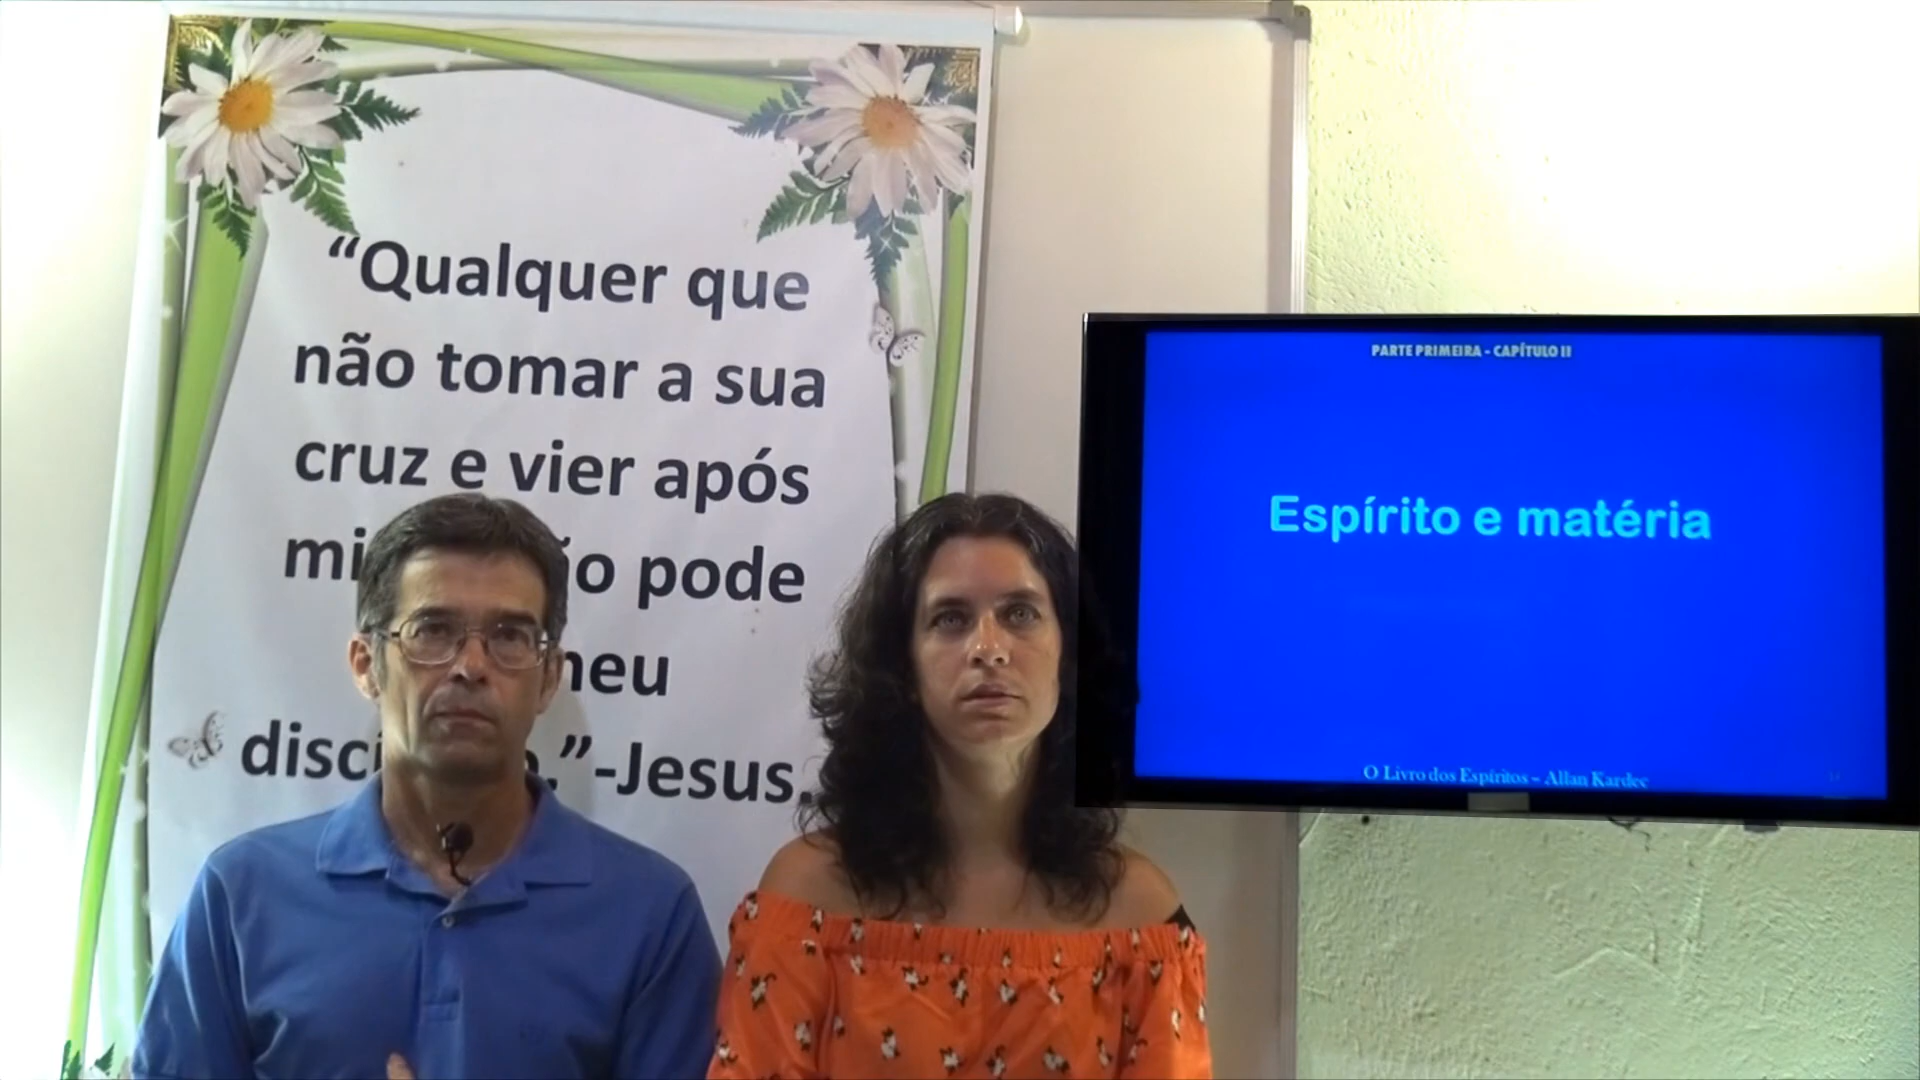 “Qualquer que
não tomar a sua
cruz e vier após
pode
discí .”-Jesus.
PARTE PRIMEIRA - CAPÍTULO II
Espírito e matéria
O Livro dos Espíritos – Allan Kardec